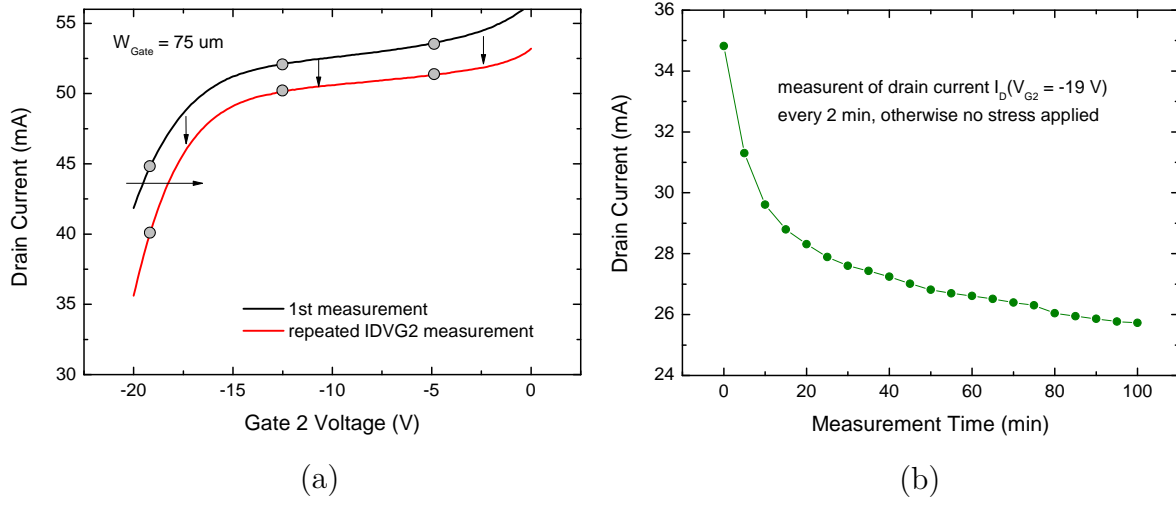 55
50
45
40
35
30
-20
-15
-10
-5
0
Drain Current (mA)
Gate 2 Voltage (V)
W_Gate = 75 um
1st measurement
repeated IDVG2 measurement
(a)
36
34
32
30
28
26
24
0
20
40
60
80
100
Drain Current (mA)
Measurement Time (min)
measurent of drain current I_D(V_G2 = -19 V)
every 2 min, otherwise no stress applied
(b)